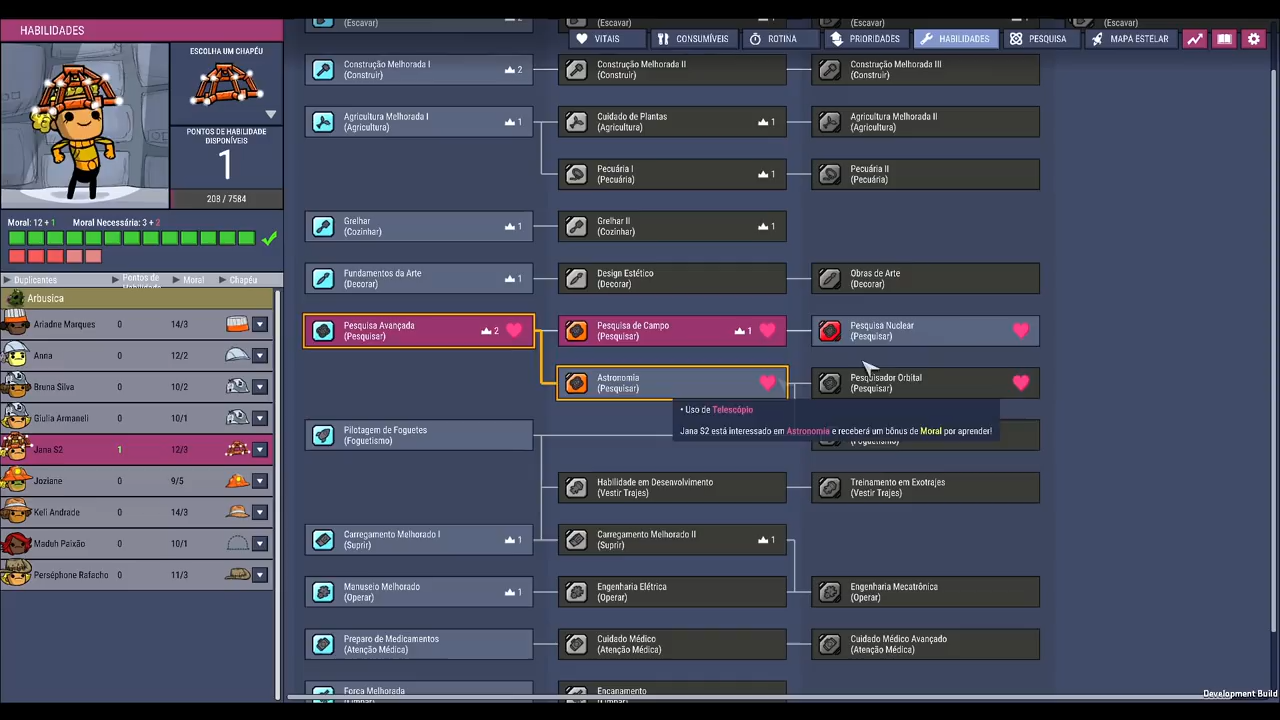 HABILIDADES
ESCOLHA UM CHAPÉU
PONTOS DE HABILIDADE
DISPONÍVEIS
1
208 / 7584
Moral: 12 + 1
Moral Necessária: 3 + 2
Duplicantes
Pontos de
Habilidade
Moral
Chapéu
Arbusica
Ariadne Marques 0 14/3
Anna 0 12/2
Bruna Silva 0 10/2
Giulia Armaneli 0 10/1
Jana S2 1 12/3
Joziane 0 9/5
Keli Andrade 0 14/3
Maduh Paixão 0 10/1
Perséphone Rafacho 0 11/3
(Escavar) 2
(Escavar)
(Escavar) 1
(Escavar)
VITAIS
CONSUMÍVEIS
ROTINA
PRIORIDADES
HABILIDADES
PESQUISA
MAPA ESTELAR
Construção Melhorada I
(Construir)
2
Construção Melhorada II
(Construir)
Construção Melhorada III
(Construir)
Agricultura Melhorada I
(Agricultura)
1
Cuidado de Plantas
(Agricultura)
1
Agricultura Melhorada II
(Agricultura)
Pecuária I
(Pecuária)
1
Pecuária II
(Pecuária)
Grelhar
(Cozinhar)
1
Grelhar II
(Cozinhar)
1
Fundamentos da Arte
(Decorar)
1
Design Estético
(Decorar)
Obras de Arte
(Decorar)
Pesquisa Avançada
(Pesquisar)
2
Pesquisa de Campo
(Pesquisar)
1
Pesquisa Nuclear
(Pesquisar)
Astronomia
(Pesquisar)
Pesquisador Orbital
(Pesquisar)
• Uso de Telescópio
Jana S2 está interessado em Astronomia e receberá um bônus de Moral por aprender!
Pilotagem de Foguetes
(Foguetismo)
(Foguetismo)
Habilidade em Desenvolvimento
(Vestir Trajes)
Treinamento em Exotrajes
(Vestir Trajes)
Carregamento Melhorado I
(Suprir)
1
Carregamento Melhorado II
(Suprir)
1
Manuseio Melhorado
(Operar)
1
Engenharia Elétrica
(Operar)
Engenharia Mecatrônica
(Operar)
Preparo de Medicamentos
(Atenção Médica)
Cuidado Médico
(Atenção Médica)
Cuidado Médico Avançado
(Atenção Médica)
Força Melhorada
(Limpar)
Encanamento
(Limpar)
Development Build